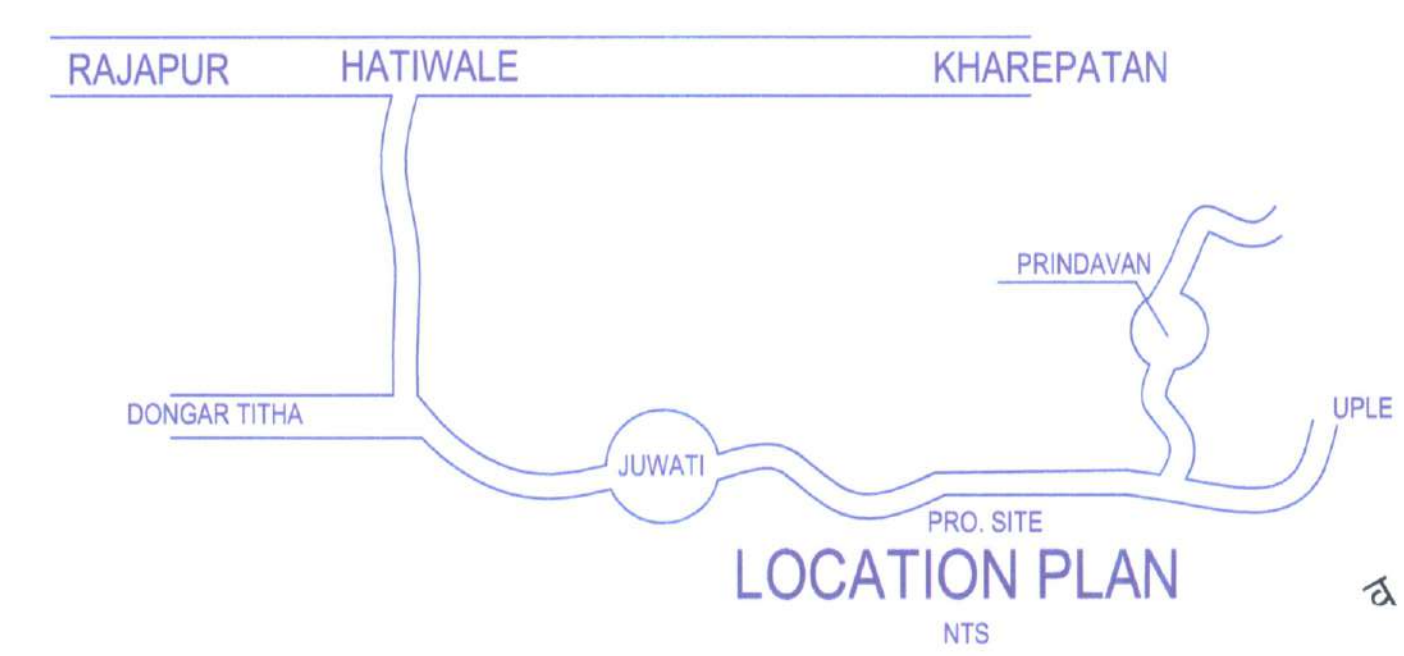 RAJAPUR HATIWALE KHAREPATAN
PRINDAVAN
DONGAR TITHA
UPLE
JUWATI
PRO. SITE
LOCATION PLAN
NTS
व